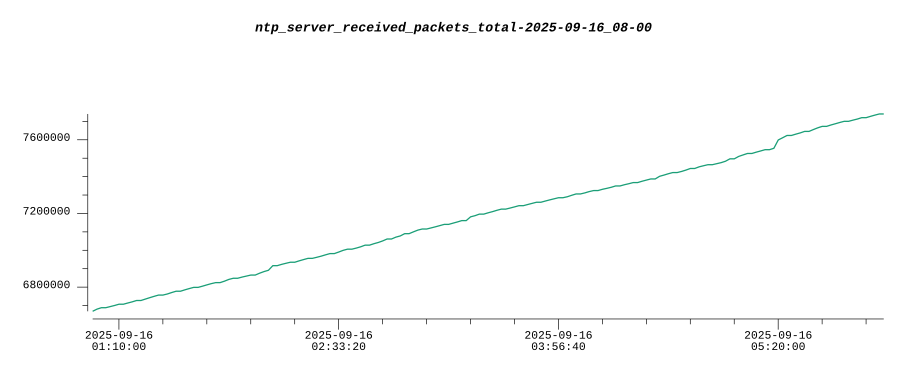 ntp_server_received_packets_total-2025-09-16_08-00
7600000
7200000
6800000
2025-09-16 2025-09-16 2025-09-16 2025-09-16
01:10:00 02:33:20 03:56:40 05:20:00